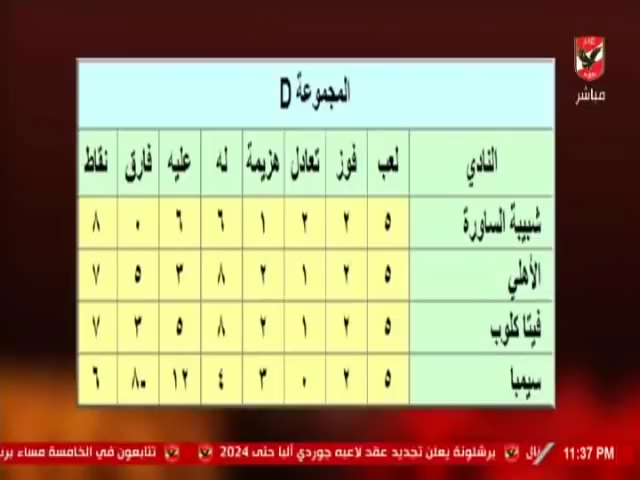 المجموعة D
النادي لعب فوز تعادل هزيمة له عليه فارق نقاط
شبيبة الساورة ٥ ٢ ٢ ١ ٦ ٦ ٠ ٨
الأهلي ٥ ٢ ١ ٢ ٨ ٣ ٥ ٧
فيتا كلوب ٥ ٢ ١ ٢ ٨ ٥ ٣ ٧
سيمبا ٥ ٢ ٠ ٣ ٤ ١٢ ٨- ٦
مباشر
برشلونة يعلن تجديد عقد لاعبه جوردي ألبا حتى 2024 تتابعون في الخامسة مساء
11:37 PM